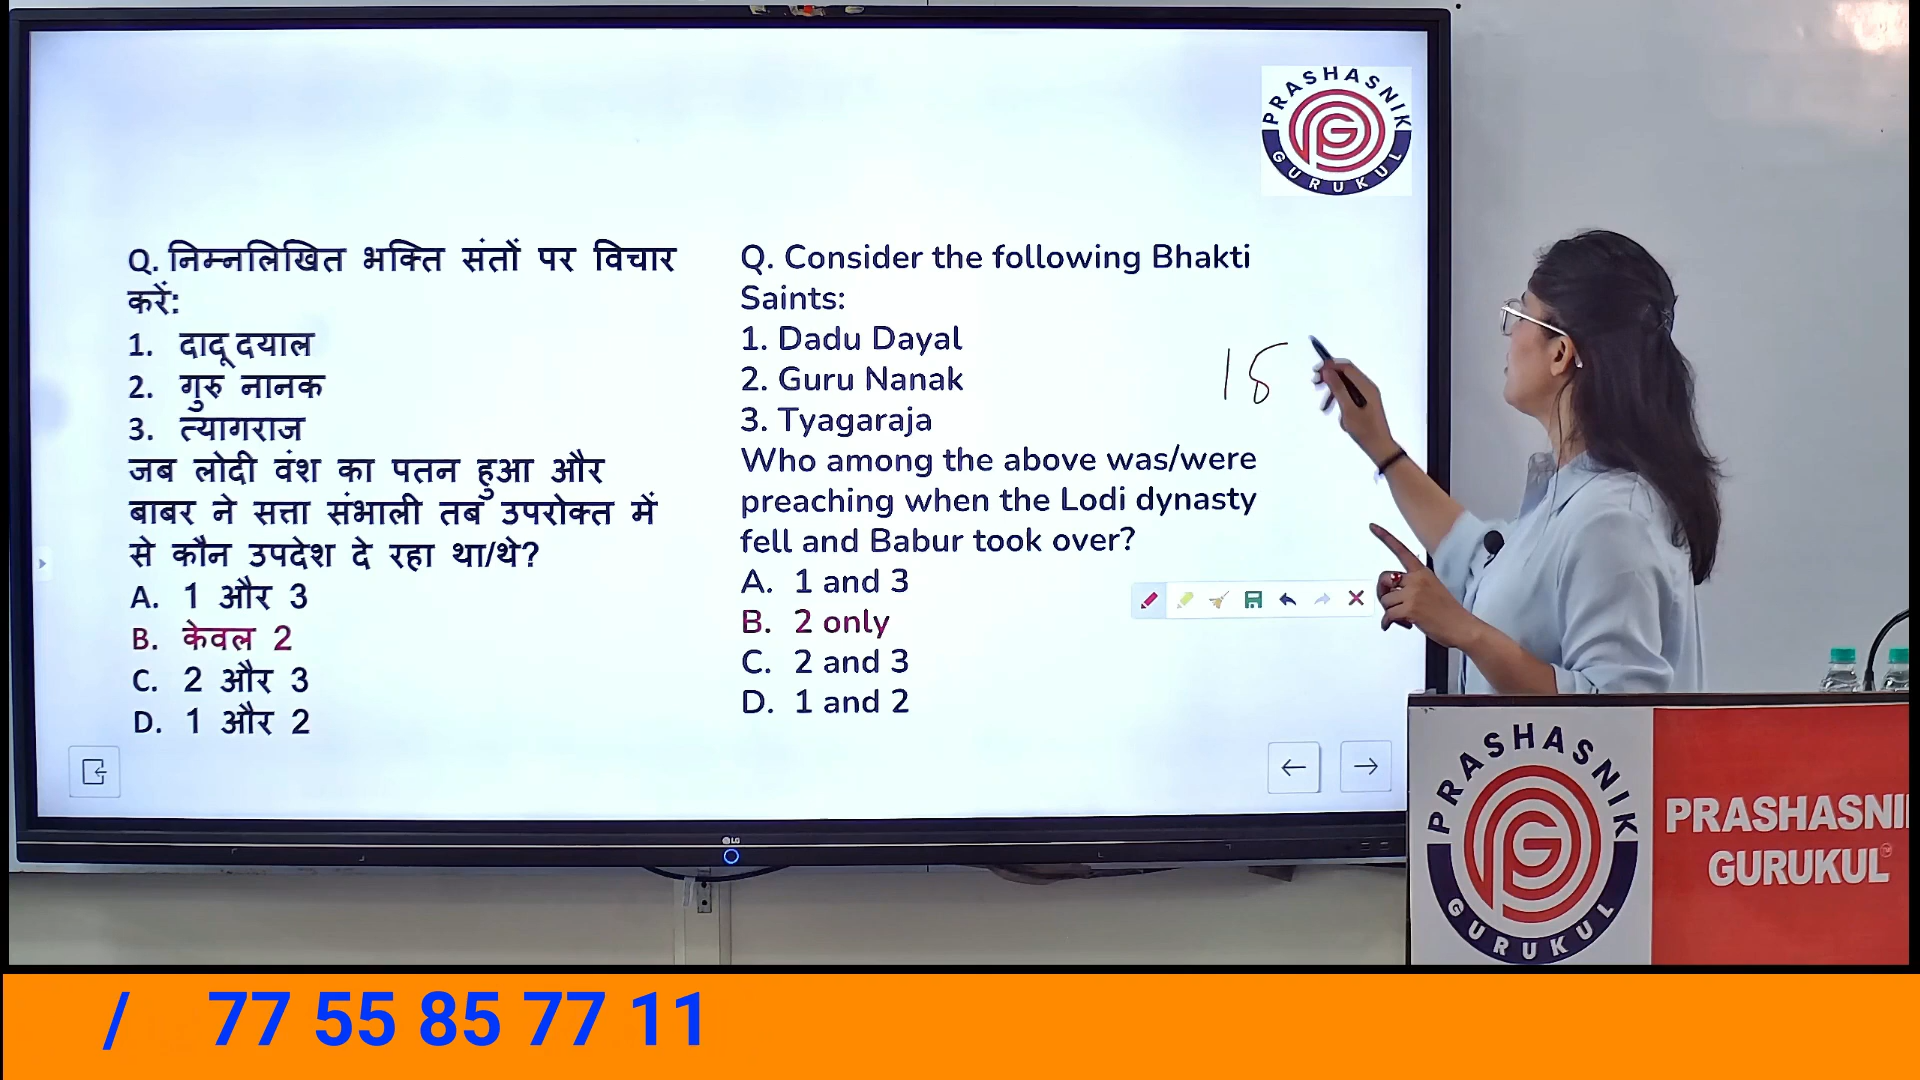 PRASHASNIK
GURUKUL
Q. निम्नलिखित भक्ति संतों पर विचार
करें:
1. दादू दयाल
2. गुरु नानक
3. त्यागराज
जब लोदी वंश का पतन हुआ और
बाबर ने सत्ता संभाली तब उपरोक्त में
से कौन उपदेश दे रहा था/थे?
A. 1 और 3
B. केवल 2
C. 2 और 3
D. 1 और 2
Q. Consider the following Bhakti
Saints:
1. Dadu Dayal
2. Guru Nanak
3. Tyagaraja
Who among the above was/were
preaching when the Lodi dynasty
fell and Babur took over?
A. 1 and 3
B. 2 only
C. 2 and 3
D. 1 and 2
LG
PRASHASNIK
GURUKUL
PRASHASNI
GURUKUL™
/ 77 55 85 77 11